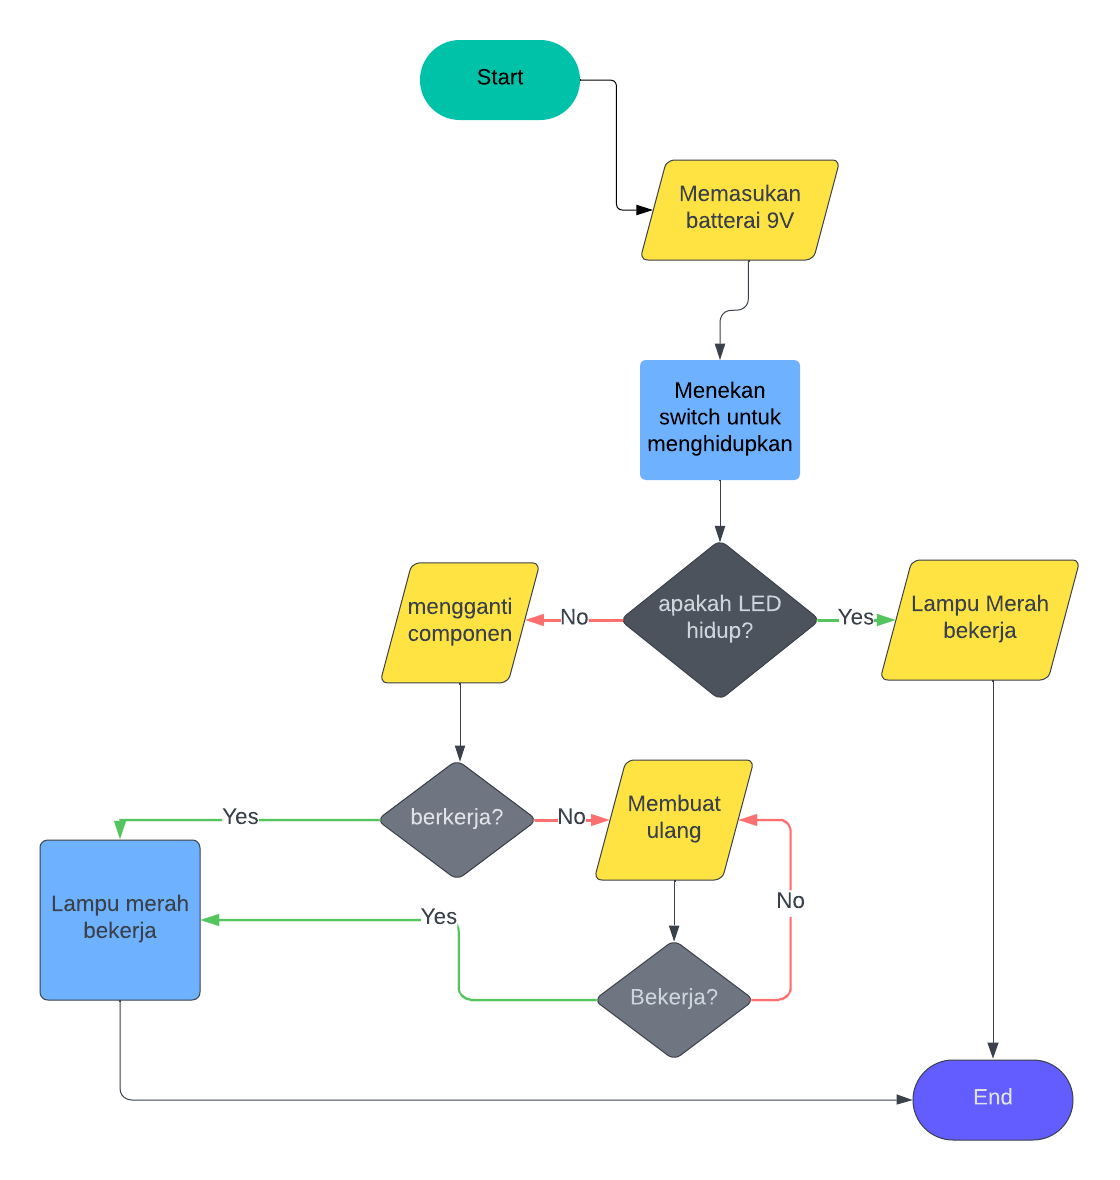 Start
Memasukan
batterai 9V
Menekan
switch untuk
menghidupkan
apakah LED
hidup?
No
Yes
mengganti
componen
Lampu Merah
bekerja
berkerja?
Yes
No
Membuat
ulang
Lampu merah
bekerja
Yes
No
Bekerja?
End